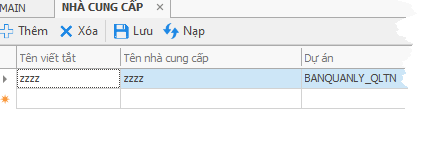 MAIN NHÀ CUNG CẤP
Thêm Xóa Lưu Nạp
Tên viết tắt Tên nhà cung cấp Dự án
zzzz zzzz BANQUANLY_QLTN